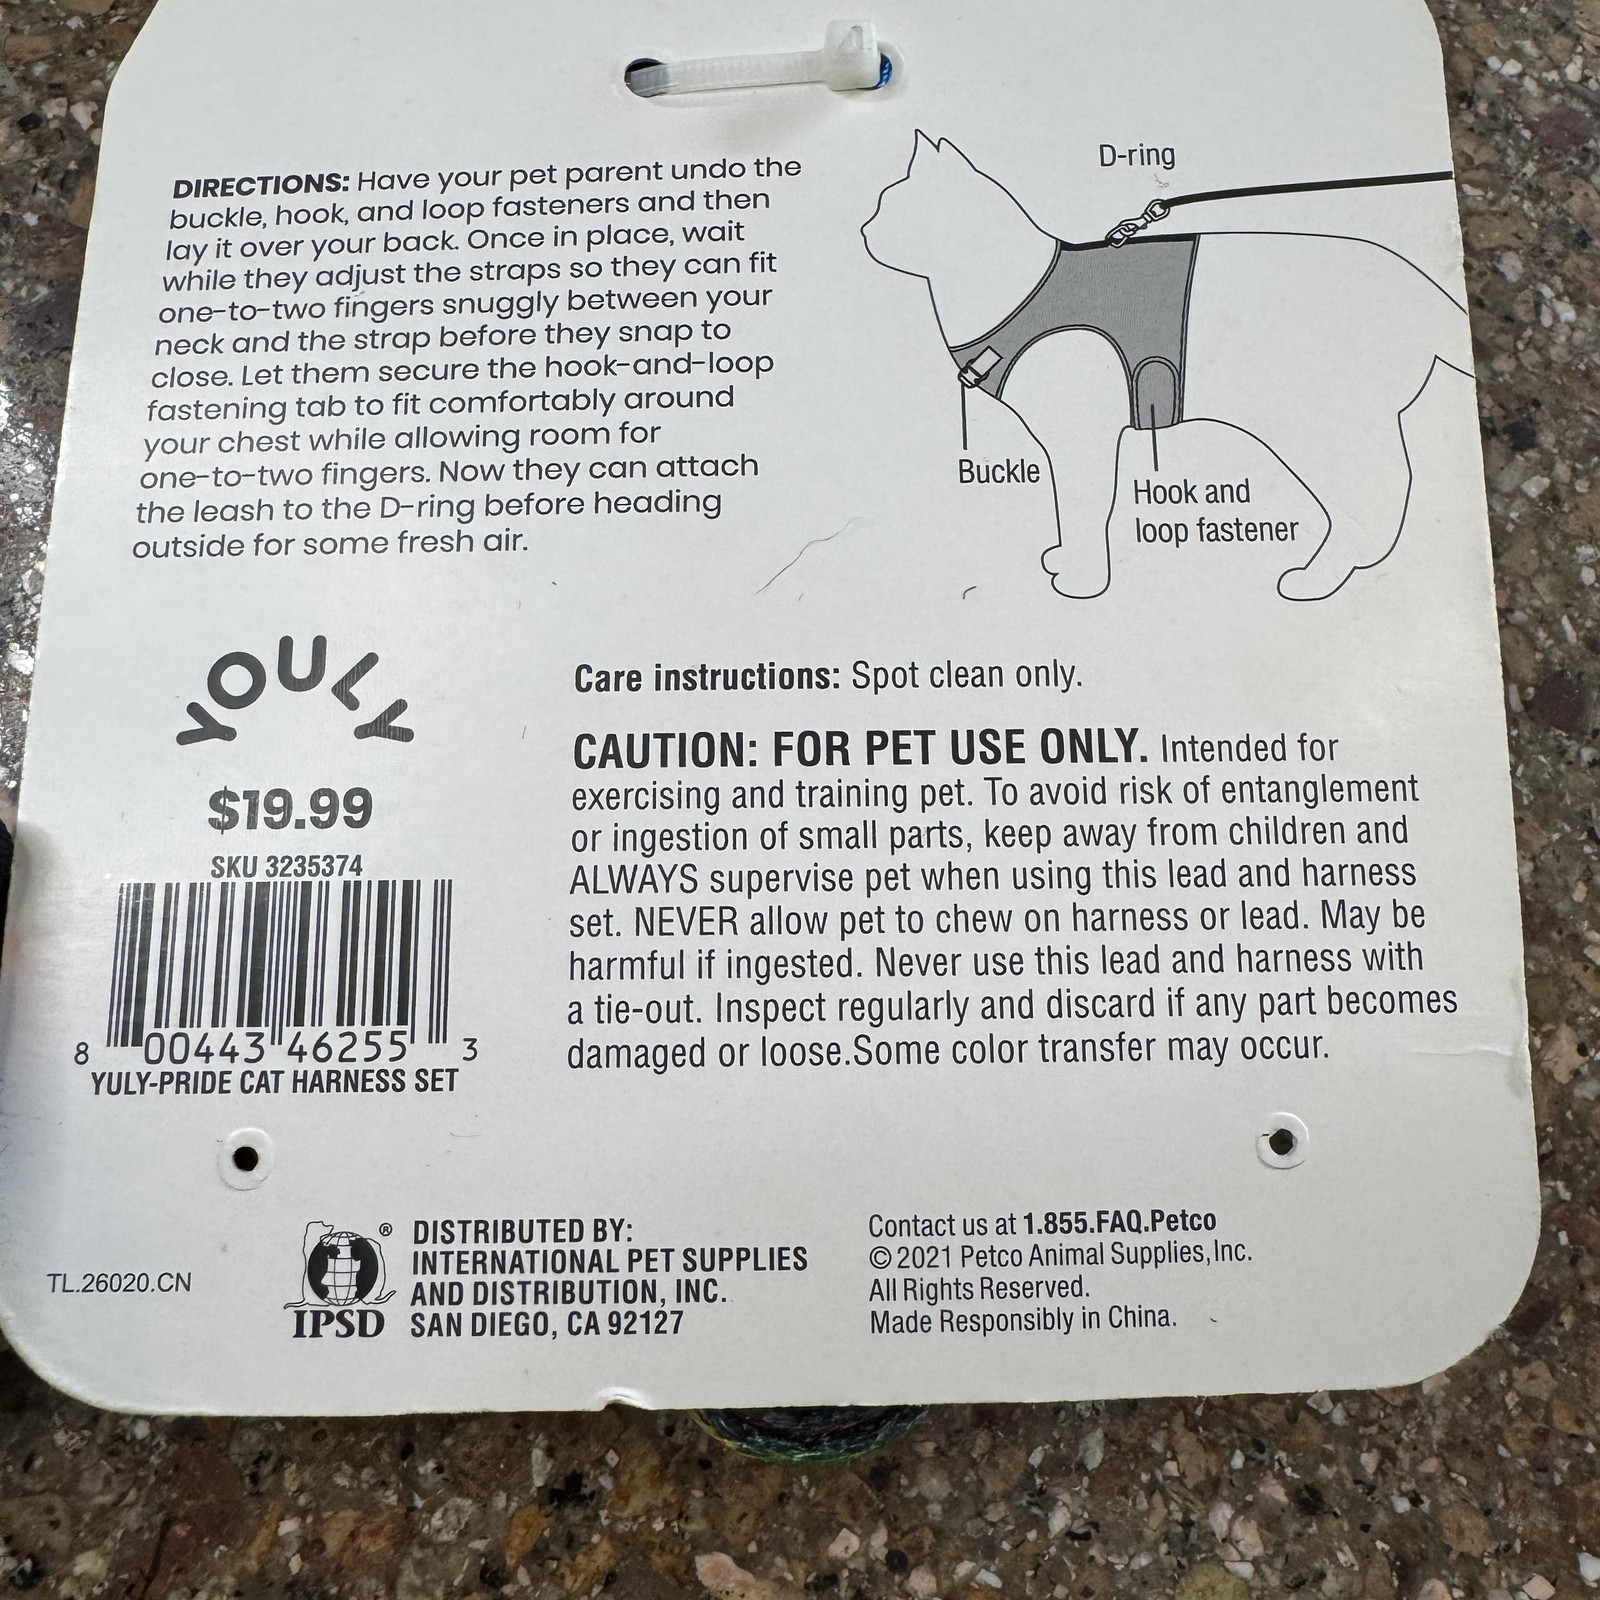 DIRECTIONS: Have your pet parent undo the
buckle, hook, and loop fasteners and then
lay it over your back. Once in place, wait
while they adjust the straps so they can fit
one-to-two fingers snuggly between your
neck and the strap before they snap to
close. Let them secure the hook-and-loop
fastening tab to fit comfortably around
your chest while allowing room for
one-to-two fingers. Now they can attach
the leash to the D-ring before heading
outside for some fresh air.
D-ring
Buckle
Hook and
loop fastener
YOULY
$19.99
SKU 3235374
8 00443 46255 3
YULY-PRIDE CAT HARNESS SET
Care instructions: Spot clean only.
CAUTION: FOR PET USE ONLY. Intended for
exercising and training pet. To avoid risk of entanglement
or ingestion of small parts, keep away from children and
ALWAYS supervise pet when using this lead and harness
set. NEVER allow pet to chew on harness or lead. May be
harmful if ingested. Never use this lead and harness with
a tie-out. Inspect regularly and discard if any part becomes
damaged or loose.Some color transfer may occur.
TL.26020.CN
®
IPSD
DISTRIBUTED BY:
INTERNATIONAL PET SUPPLIES
AND DISTRIBUTION, INC.
SAN DIEGO, CA 92127
Contact us at 1.855.FAQ.Petco
© 2021 Petco Animal Supplies, Inc.
All Rights Reserved.
Made Responsibly in China.